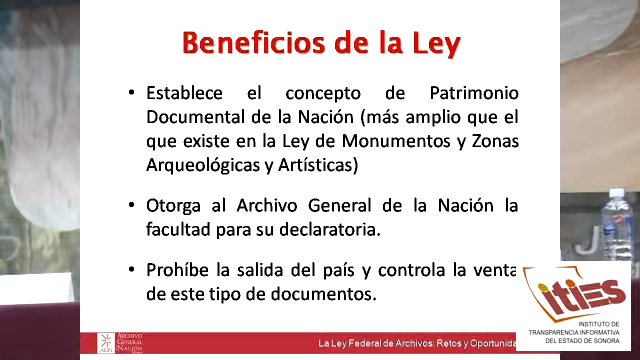 Beneficios de la Ley
• Establece el concepto de Patrimonio
Documental de la Nación (más amplio que el
que existe en la Ley de Monumentos y Zonas
Arqueológicas y Artísticas)
• Otorga al Archivo General de la Nación la
facultad para su declaratoria.
• Prohíbe la salida del país y controla la venta
de este tipo de documentos.
AGN
ARCHIVO
GENERAL
NACIÓN
La Ley Federal de Archivos: Retos y Oportunida
ities
INSTITUTO DE
TRANSPARENCIA INFORMATIVA
DEL ESTADO DE SONORA